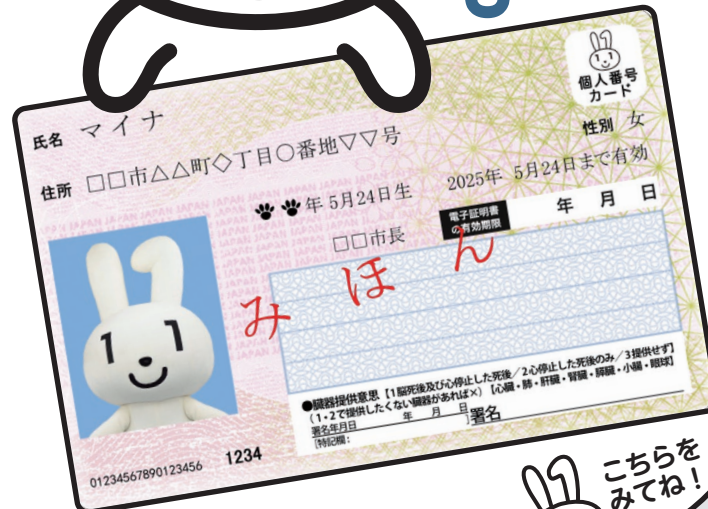 個人番号
カード
氏名 マイナ
性別 女
住所 □□市△△町◇丁目○番地▽▽号
年 5月24日生
2025年 5月24日まで有効
□□市長
電子証明書
の有効期限
年 月 日
みほん
JAPAN JAPAN JAPAN JAPAN JAPAN
●臓器提供意思【1脳死後及び心停止した死後/2心停止した死後のみ/3提供せず】
(1・2で提供したくない臓器があれば×)【心臓・肺・肝臓・腎臓・膵臓・小腸・眼球】
署名年月日 年 月 日
[特記欄: ]署名
01234567890123456 1234
こちらを
みてね!